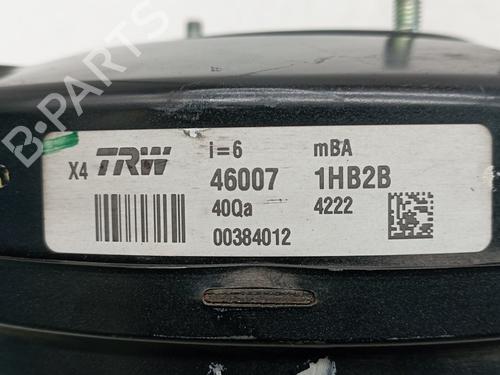 i=6 mBA
X4 TRW 46007 1HB2B
40Qa 4222
00384012
B-PARTS